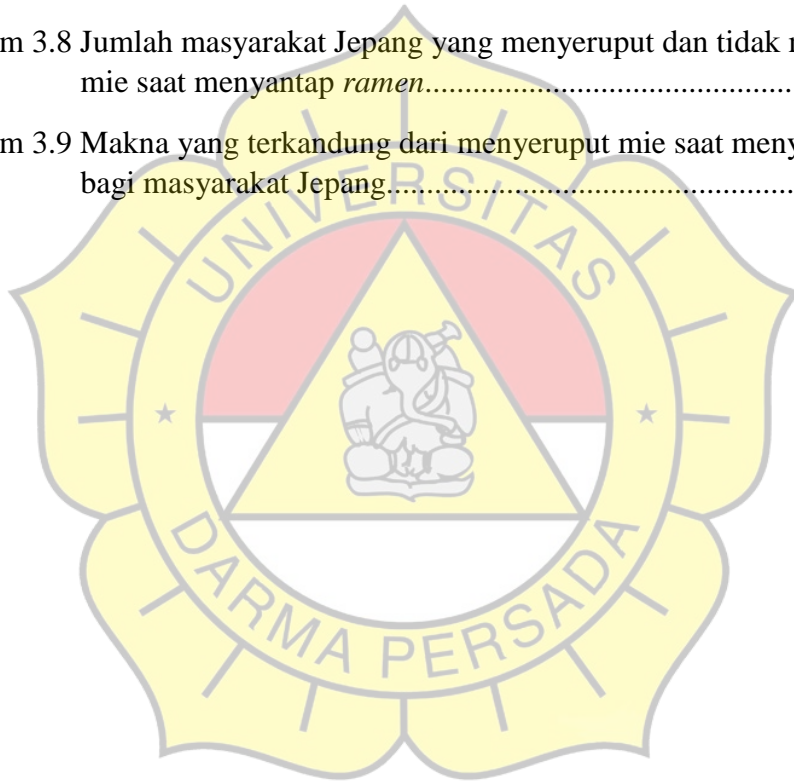 m 3.8 Jumlah masyarakat Jepang yang menyeruput dan tidak
mie saat menyantap ramen...............................................
m 3.9 Makna yang terkandung dari menyeruput mie saat
bagi masyarakat Jepang....................................................
UNIVERSITAS
DARMA PERSADA